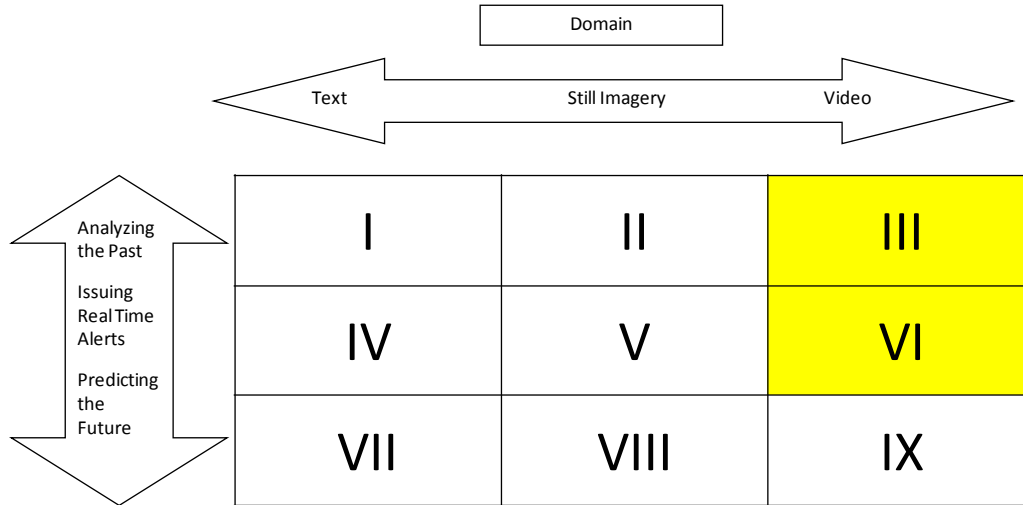 Domain
Text Still Imagery Video
Analyzing
the Past
Issuing
Real Time
Alerts
Predicting
the
Future
I II III
IV V VI
VII VIII IX